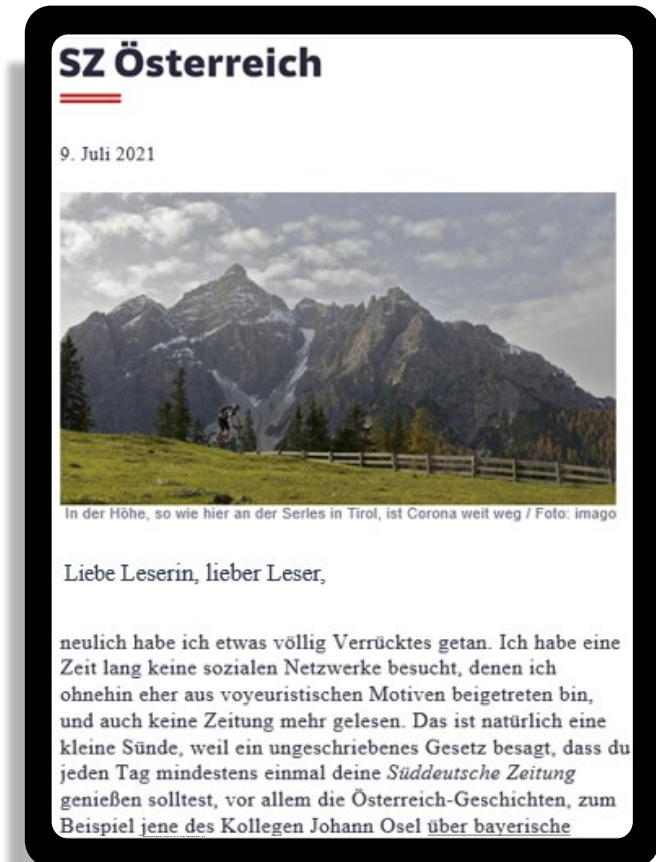 SZ Österreich
9. Juli 2021
In der Höhe, so wie hier an der Serles in Tirol, ist Corona weit weg / Foto: imago
Liebe Leserin, lieber Leser,
neulich habe ich etwas völlig Verrücktes getan. Ich habe eine
Zeit lang keine sozialen Netzwerke besucht, denen ich
ohnehin eher aus voyeuristischen Motiven beigetreten bin,
und auch keine Zeitung mehr gelesen. Das ist natürlich eine
kleine Sünde, weil ein ungeschriebenes Gesetz besagt, dass du
jeden Tag mindestens einmal deine Süddeutsche Zeitung
genießen solltest, vor allem die Österreich-Geschichten, zum
Beispiel jene des Kollegen Johann Osel über bayerische